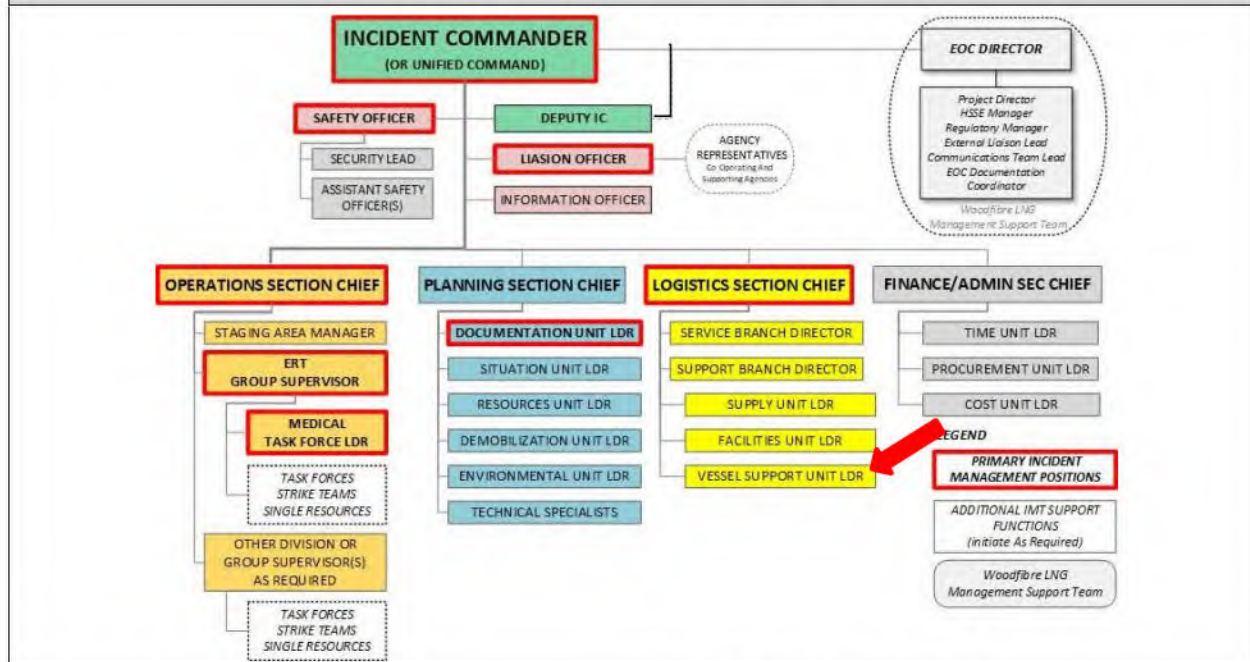 INCIDENT COMMANDER
(OR UNIFIED COMMAND)
EOC DIRECTOR
Project Director
HSSE Manager
Regulatory Manager
External Liaison Lead
Communications Team Lead
EOC Documentation
Coordinator
Woodfibre LNG
Management Support Team
SAFETY OFFICER
DEPUTY IC
SECURITY LEAD
LIASION OFFICER
AGENCY
REPRESENTATIVES
Co Operating And
Supporting Agencies
ASSISTANT SAFETY
OFFICER(S)
INFORMATION OFFICER
OPERATIONS SECTION CHIEF
STAGING AREA MANAGER
ERT
GROUP SUPERVISOR
MEDICAL
TASK FORCE LDR
TASK FORCES
STRIKE TEAMS
SINGLE RESOURCES
OTHER DIVISION OR
GROUP SUPERVISOR(S)
AS REQUIRED
TASK FORCES
STRIKE TEAMS
SINGLE RESOURCES
PLANNING SECTION CHIEF
DOCUMENTATION UNIT LDR
SITUATION UNIT LDR
RESOURCES UNIT LDR
DEMOBILIZATION UNIT LDR
ENVIRONMENTAL UNIT LDR
TECHNICAL SPECIALISTS
LOGISTICS SECTION CHIEF
SERVICE BRANCH DIRECTOR
SUPPORT BRANCH DIRECTOR
SUPPLY UNIT LDR
FACILITIES UNIT LDR
VESSEL SUPPORT UNIT LDR
FINANCE/ADMIN SEC CHIEF
TIME UNIT LDR
PROCUREMENT UNIT LDR
COST UNIT LDR
LEGEND
PRIMARY INCIDENT
MANAGEMENT POSITIONS
ADDITIONAL IMT SUPPORT
FUNCTIONS
(initiate As Required)
Woodfibre LNG
Management Support Team